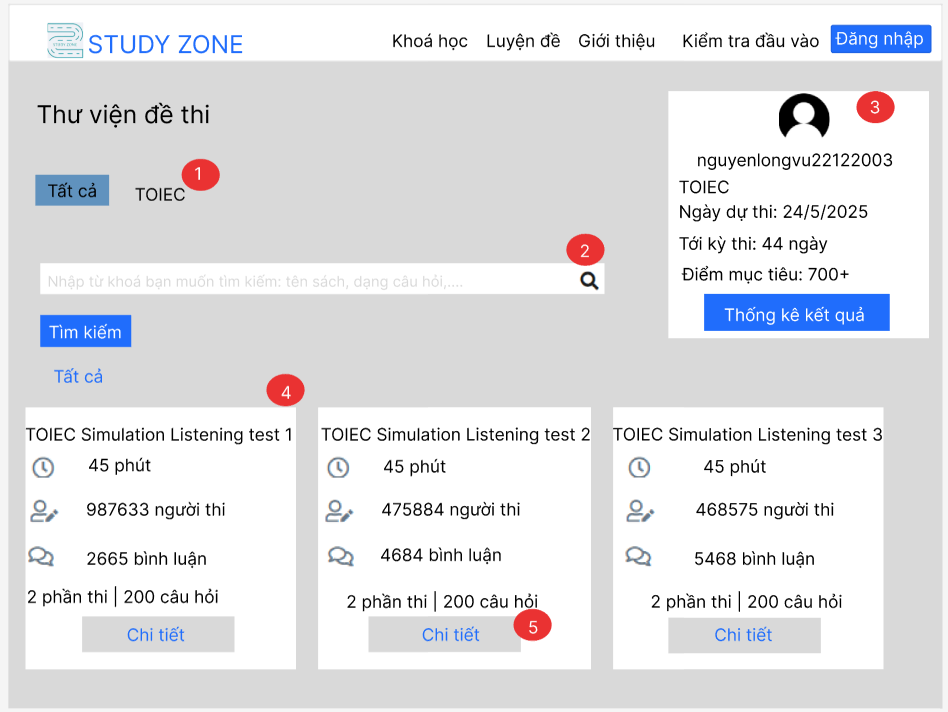 STUDY ZONE
STUDY ZONE
Khoá học
Luyện đề
Giới thiệu
Kiểm tra đầu vào
Đăng nhập
Thư viện đề thi
Tất cả
TOIEC
1
2
Nhập từ khoá bạn muốn tìm kiếm: tên sách, dạng câu hỏi,....
Tìm kiếm
Tất cả
3
nguyenlongvu22122003
TOIEC
Ngày dự thi: 24/5/2025
Tới kỳ thi: 44 ngày
Điểm mục tiêu: 700+
Thống kê kết quả
4
TOIEC Simulation Listening test 1
45 phút
987633 người thi
2665 bình luận
2 phần thi | 200 câu hỏi
Chi tiết
TOIEC Simulation Listening test 2
45 phút
475884 người thi
4684 bình luận
2 phần thi | 200 câu hỏi
Chi tiết
5
TOIEC Simulation Listening test 3
45 phút
468575 người thi
5468 bình luận
2 phần thi | 200 câu hỏi
Chi tiết